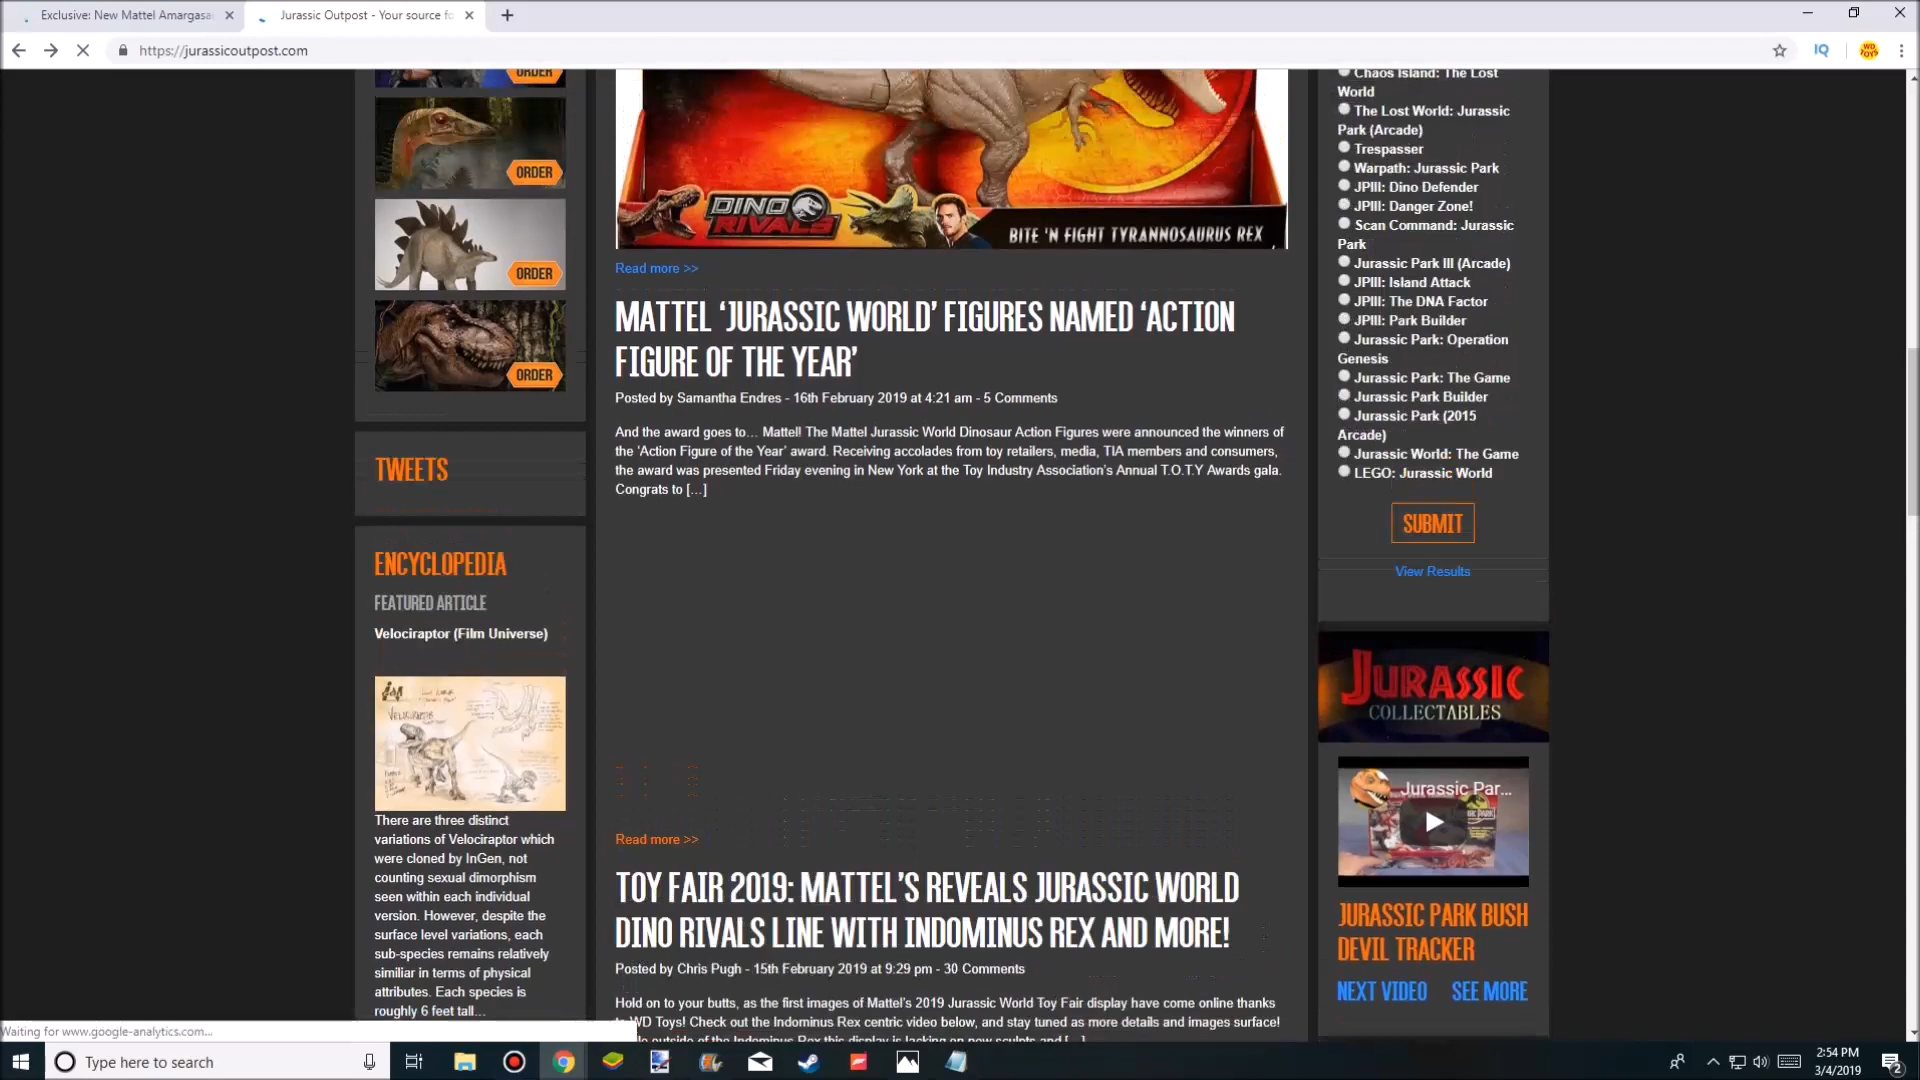 Exclusive: New Mattel Amargasa
Jurassic Outpost - Your source fo
https://jurassicoutpost.com
ORDER
ORDER
ORDER
ORDER
TWEETS
ENCYCLOPEDIA
FEATURED ARTICLE
Velociraptor (Film Universe)
VELOCIRAPTOR
There are three distinct
variations of Velociraptor which
were cloned by InGen, not
counting sexual dimorphism
seen within each individual
version. However, despite the
surface level variations, each
sub-species remains relatively
similiar in terms of physical
attributes. Each species is
roughly 6 feet tall...
DINO
RIVALS
BITE 'N FIGHT TYRANNOSAURUS REX
Read more >>
MATTEL ‘JURASSIC WORLD’ FIGURES NAMED ‘ACTION
FIGURE OF THE YEAR’
Posted by Samantha Endres - 16th February 2019 at 4:21 am - 5 Comments
And the award goes to… Mattel! The Mattel Jurassic World Dinosaur Action Figures were announced the winners of
the ‘Action Figure of the Year’ award. Receiving accolades from toy retailers, media, TIA members and consumers,
the award was presented Friday evening in New York at the Toy Industry Association’s Annual T.O.T.Y Awards gala.
Congrats to […]
Read more >>
TOY FAIR 2019: MATTEL’S REVEALS JURASSIC WORLD
DINO RIVALS LINE WITH INDOMINUS REX AND MORE!
Posted by Chris Pugh - 15th February 2019 at 9:29 pm - 30 Comments
Hold on to your butts, as the first images of Mattel’s 2019 Jurassic World Toy Fair display have come online thanks
to WD Toys! Check out the Indominus Rex centric video below, and stay tuned as more details and images surface!
outside of the Indominus Rex this display is lacking on new sculpts and […]
Chaos Island: The Lost
World
The Lost World: Jurassic
Park (Arcade)
Trespasser
Warpath: Jurassic Park
JPIII: Dino Defender
JPIII: Danger Zone!
Scan Command: Jurassic
Park
Jurassic Park III (Arcade)
JPIII: Island Attack
JPIII: The DNA Factor
JPIII: Park Builder
Jurassic Park: Operation
Genesis
Jurassic Park: The Game
Jurassic Park Builder
Jurassic Park (2015
Arcade)
Jurassic World: The Game
LEGO: Jurassic World
SUBMIT
View Results
JURASSIC
COLLECTABLES
Jurassic Par...
JURASSIC PARK BUSH
DEVIL TRACKER
NEXT VIDEO SEE MORE
Waiting for www.google-analytics.com...
Type here to search
2:54 PM
3/4/2019
2